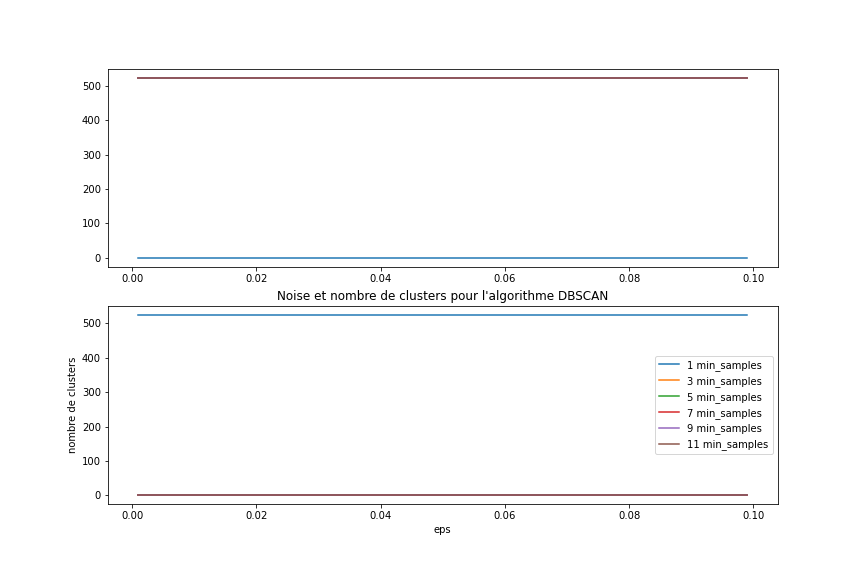 500
400
300
200
100
0
0.00 0.02 0.04 0.06 0.08 0.10
Noise et nombre de clusters pour l'algorithme DBSCAN
nombre de clusters
500
400
300
200
100
0
1 min_samples
3 min_samples
5 min_samples
7 min_samples
9 min_samples
11 min_samples
0.00 0.02 0.04 0.06 0.08 0.10
eps